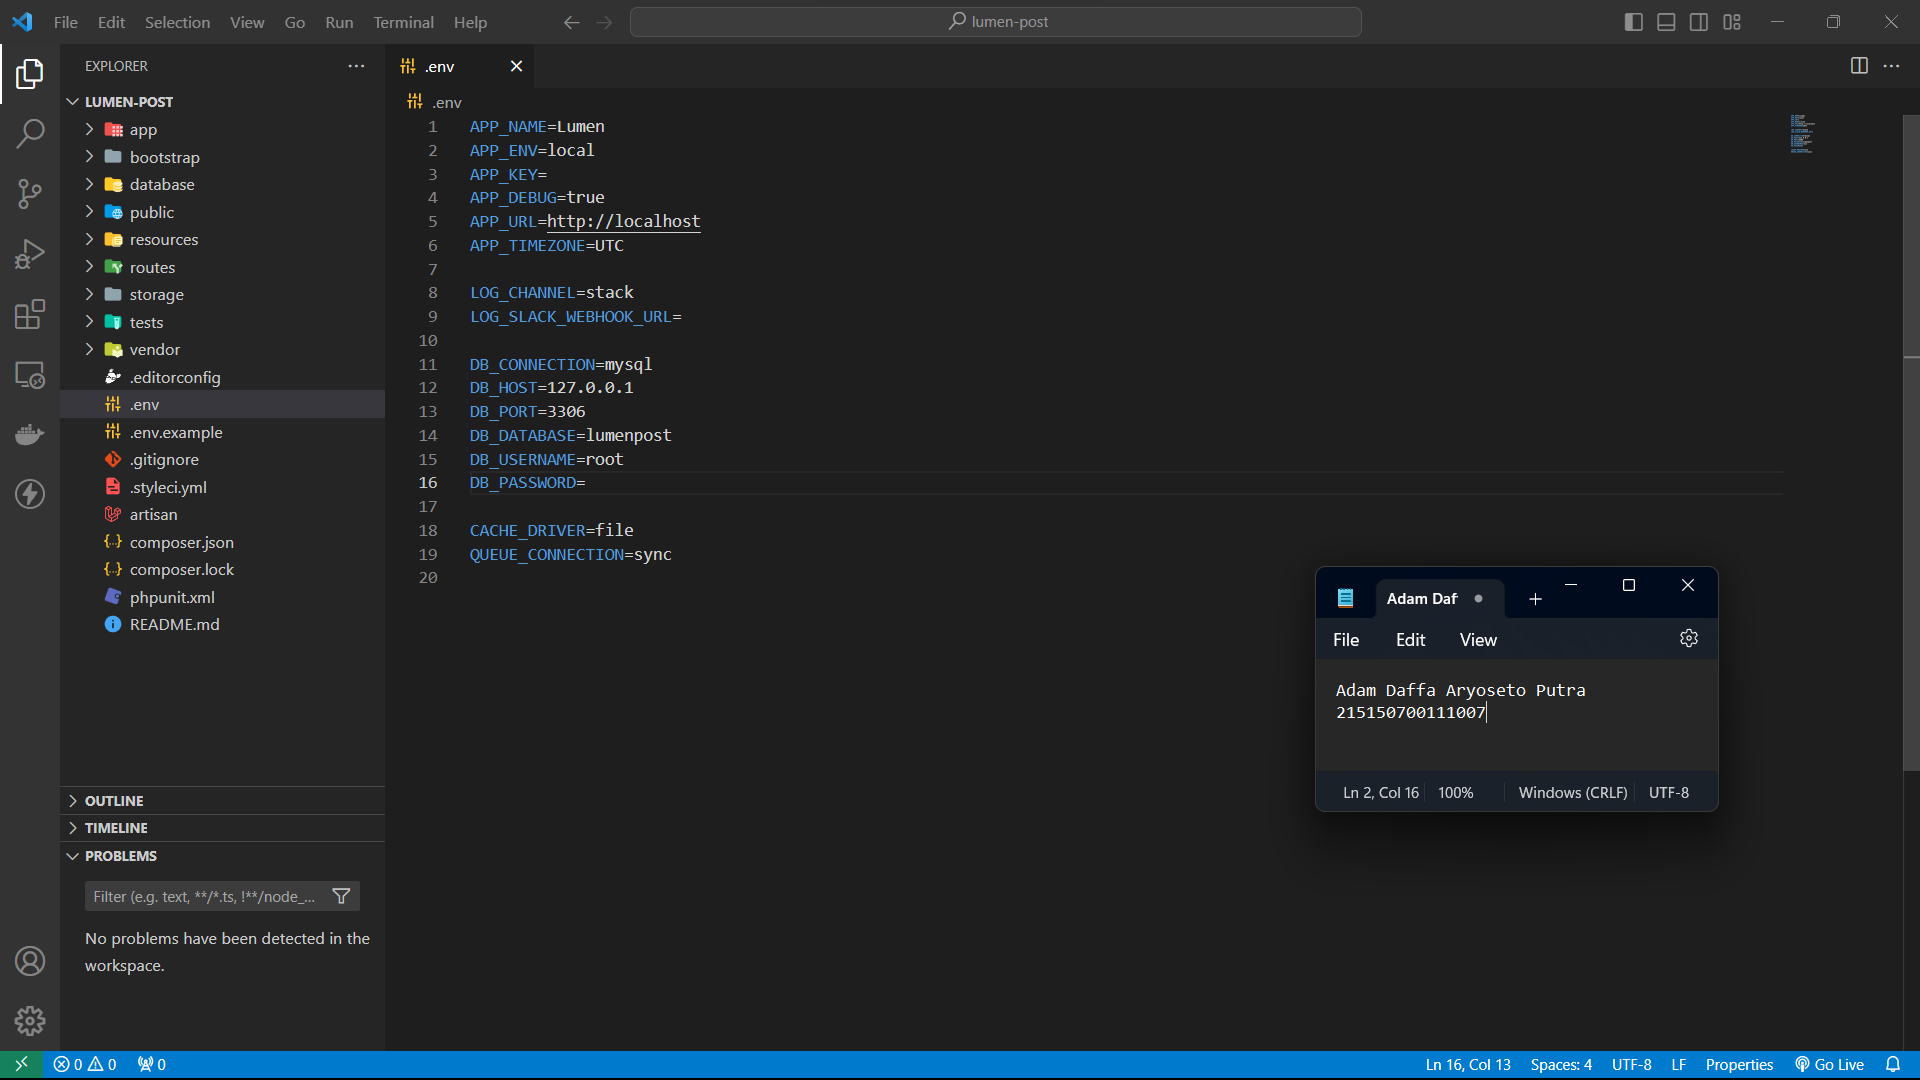 File Edit Selection View Go Run Terminal Help
lumen-post
EXPLORER
LUMEN-POST
app
bootstrap
database
public
resources
routes
storage
tests
vendor
.editorconfig
.env
.env.example
.gitignore
.styleci.yml
artisan
composer.json
composer.lock
phpunit.xml
README.md
OUTLINE
TIMELINE
PROBLEMS
Filter (e.g. text, **/*.ts, !**/node_...
No problems have been detected in the
workspace.
.env
.env
1 APP_NAME=Lumen
2 APP_ENV=local
3 APP_KEY=
4 APP_DEBUG=true
5 APP_URL=http://localhost
6 APP_TIMEZONE=UTC
7
8 LOG_CHANNEL=stack
9 LOG_SLACK_WEBHOOK_URL=
10
11 DB_CONNECTION=mysql
12 DB_HOST=127.0.0.1
13 DB_PORT=3306
14 DB_DATABASE=lumenpost
15 DB_USERNAME=root
16 DB_PASSWORD=
17
18 CACHE_DRIVER=file
19 QUEUE_CONNECTION=sync
20
Adam Daf
File Edit View
Adam Daffa Aryoseto Putra
215150700111007
Ln 2, Col 16 100% Windows (CRLF) UTF-8
0 0 0 Ln 16, Col 13 Spaces: 4 UTF-8 LF Properties Go Live